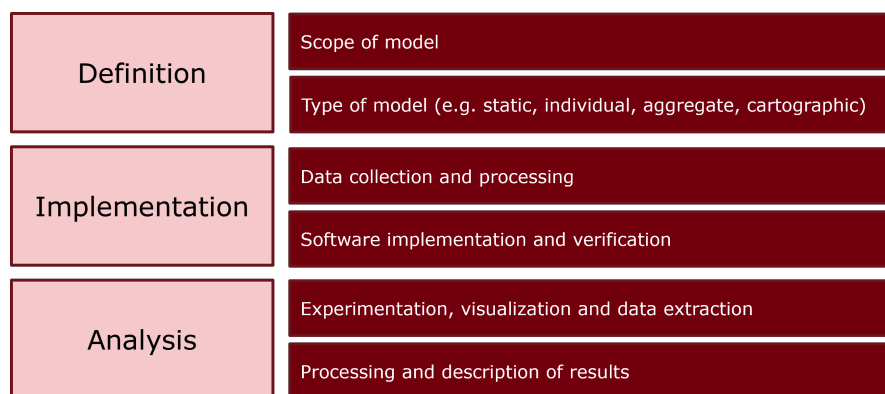 Definition
Scope of model
Type of model (e.g. static, individual, aggregate, cartographic)
Implementation
Data collection and processing
Software implementation and verification
Analysis
Experimentation, visualization and data extraction
Processing and description of results